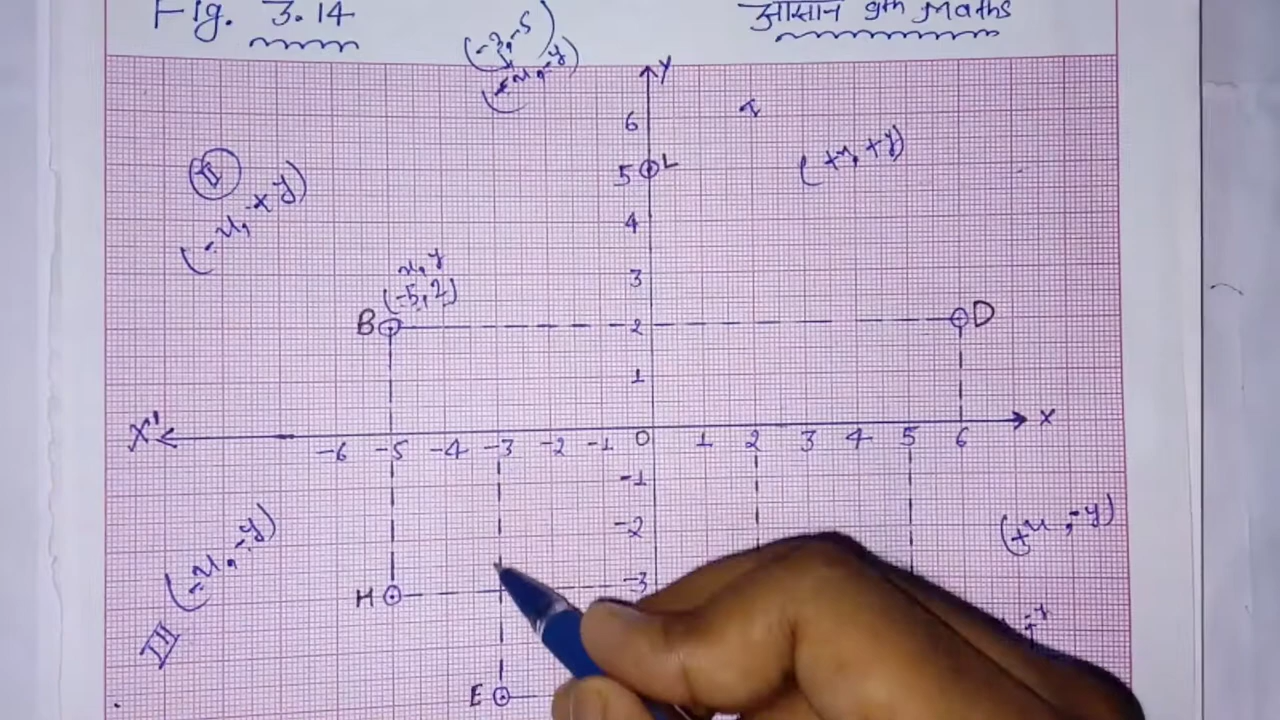 Fig. 3.14
आसान 9th Maths
(-3,-5)
(-x,-y)
Y
6
(+x,+y)
5 L
II
(-x,+y)
4
x,y
3
(-5,2)
B 2 D
1
X' X
-6 -5 -4 -3 -2 -1 0 1 2 3 4 5 6
-1
(-x,-y)
-2
(+x,-y)
-3
H
III
E